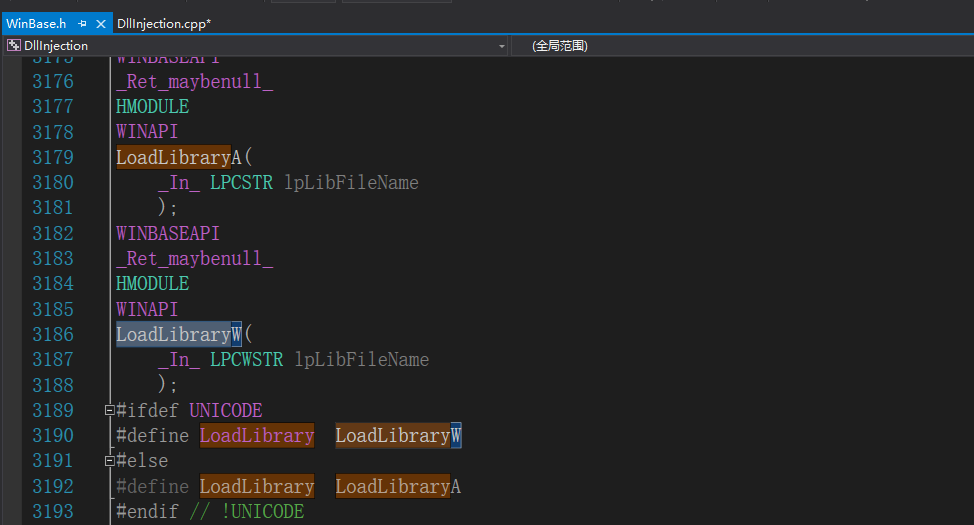 WinBase.h DllInjection.cpp*
DllInjection (全局范围)
3175 WINBASEAPI
3176 _Ret_maybenull_
3177 HMODULE
3178 WINAPI
3179 LoadLibraryA(
3180 _In_ LPCSTR lpLibFileName
3181 );
3182 WINBASEAPI
3183 _Ret_maybenull_
3184 HMODULE
3185 WINAPI
3186 LoadLibraryW(
3187 _In_ LPCWSTR lpLibFileName
3188 );
3189 #ifdef UNICODE
3190 #define LoadLibrary LoadLibraryW
3191 #else
3192 #define LoadLibrary LoadLibraryA
3193 #endif // !UNICODE